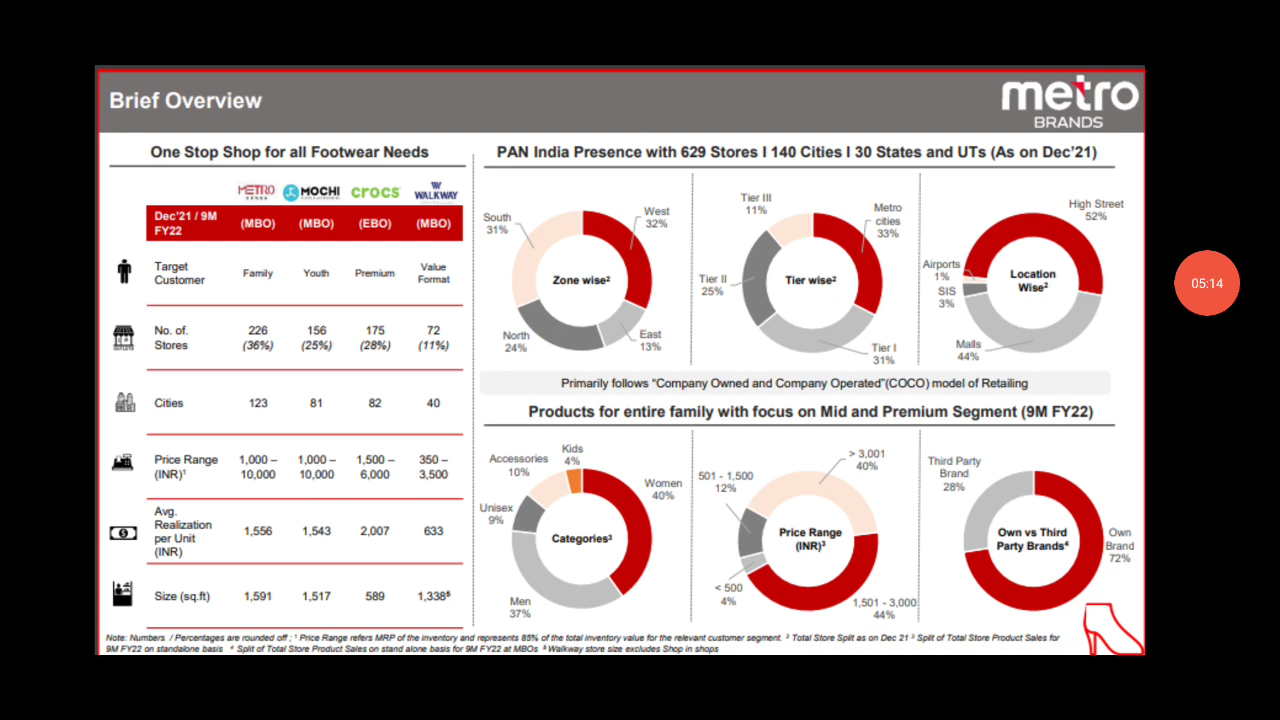 Brief Overview
metro
BRANDS
One Stop Shop for all Footwear Needs
METRO
SHOES
MOCHI
crocs
W
WALKWAY
Dec'21 / 9M
FY22
(MBO)
(MBO)
(EBO)
(MBO)
Target
Customer
Family
Youth
Premium
Value
Format
OUTLETS
No. of
Stores
226
(36%)
156
(25%)
175
(28%)
72
(11%)
Cities
123
81
82
40
Price Range
(INR)¹
1,000 –
10,000
1,000 –
10,000
1,500 –
6,000
350 –
3,500
$
Avg.
Realization
per Unit
(INR)
1,556
1,543
2,007
633
Size (sq.ft)
1,591
1,517
589
1,338⁵
PAN India Presence with 629 Stores I 140 Cities I 30 States and UTs (As on Dec'21)
South
31%
West
32%
Zone wise²
North
24%
East
13%
Tier III
11%
Metro
cities
33%
Tier II
25%
Tier wise²
Tier I
31%
High Street
52%
Airports
1%
SIS
3%
Location
Wise²
Malls
44%
Primarily follows “Company Owned and Company Operated”(COCO) model of Retailing
Products for entire family with focus on Mid and Premium Segment (9M FY22)
Kids
4%
Accessories
10%
Women
40%
Unisex
9%
Categories³
Men
37%
> 3,001
40%
501 - 1,500
12%
Price Range
(INR)³
< 500
4%
1,501 - 3,000
44%
Third Party
Brand
28%
Own vs Third
Party Brands⁴
Own
Brand
72%
Note: Numbers / Percentages are rounded off ; ¹ Price Range refers MRP of the inventory and represents 85% of the total inventory value for the relevant customer segment. ² Total Store Split as on Dec 21 ³ Split of Total Store Product Sales for
9M FY22 on standalone basis ⁴ Split of Total Store Product Sales on stand alone basis for 9M FY22 at MBOs ⁵ Walkway store size excludes Shop in shops
05:14